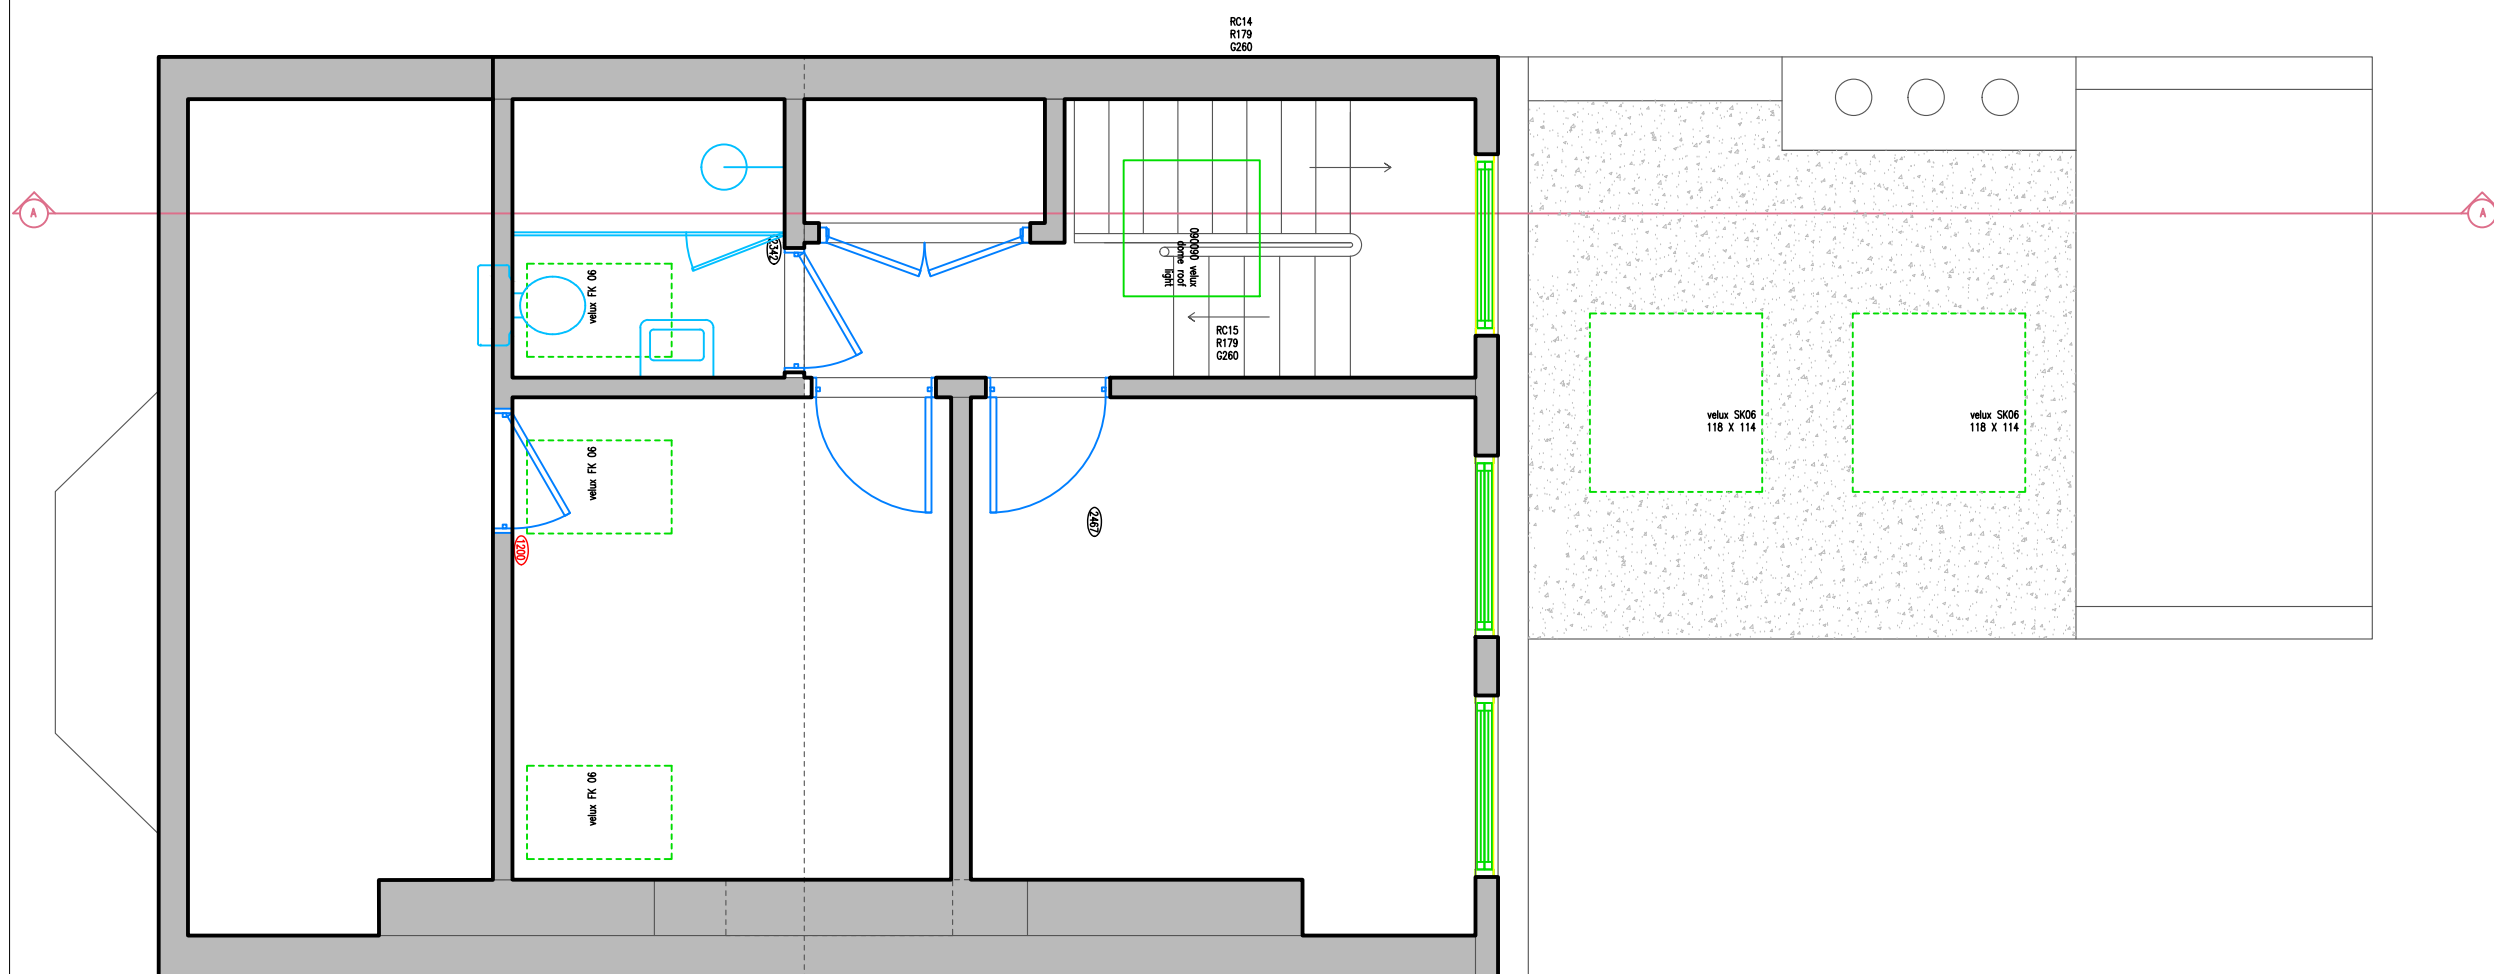 RC14
R179
G260
A
A
2342
090090 velux
dome roof
light
velux FK 06
RC15
R179
G260
velux SK06
118 X 114
velux SK06
118 X 114
velux FK 06
2467
1200
velux FK 06